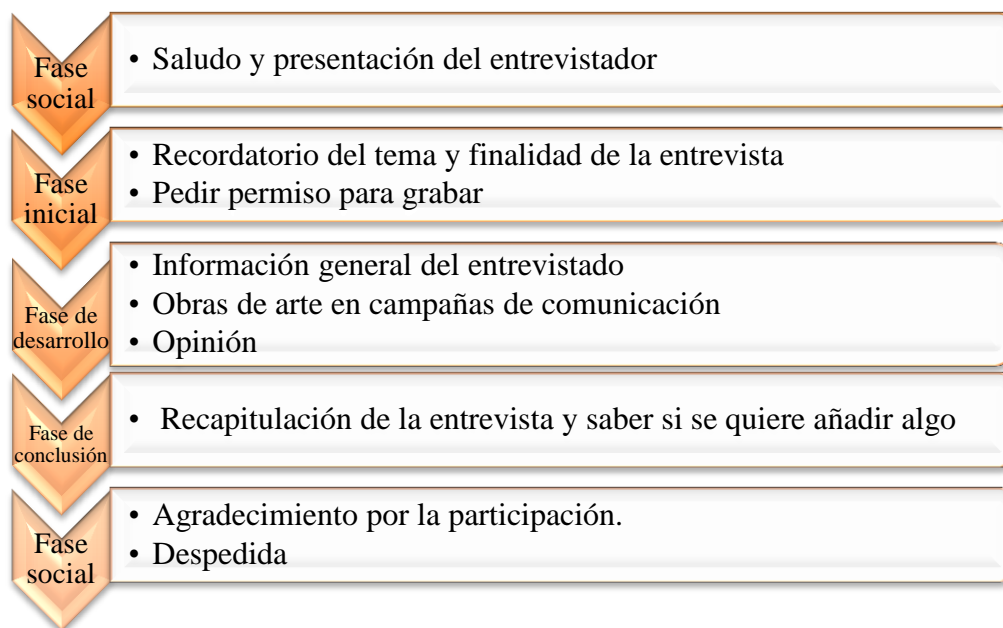 Fase
social
• Saludo y presentación del entrevistador
Fase
inicial
• Recordatorio del tema y finalidad de la entrevista
• Pedir permiso para grabar
Fase de
desarrollo
• Información general del entrevistado
• Obras de arte en campañas de comunicación
• Opinión
Fase de
conclusión
• Recapitulación de la entrevista y saber si se quiere añadir algo
Fase
social
• Agradecimiento por la participación.
• Despedida